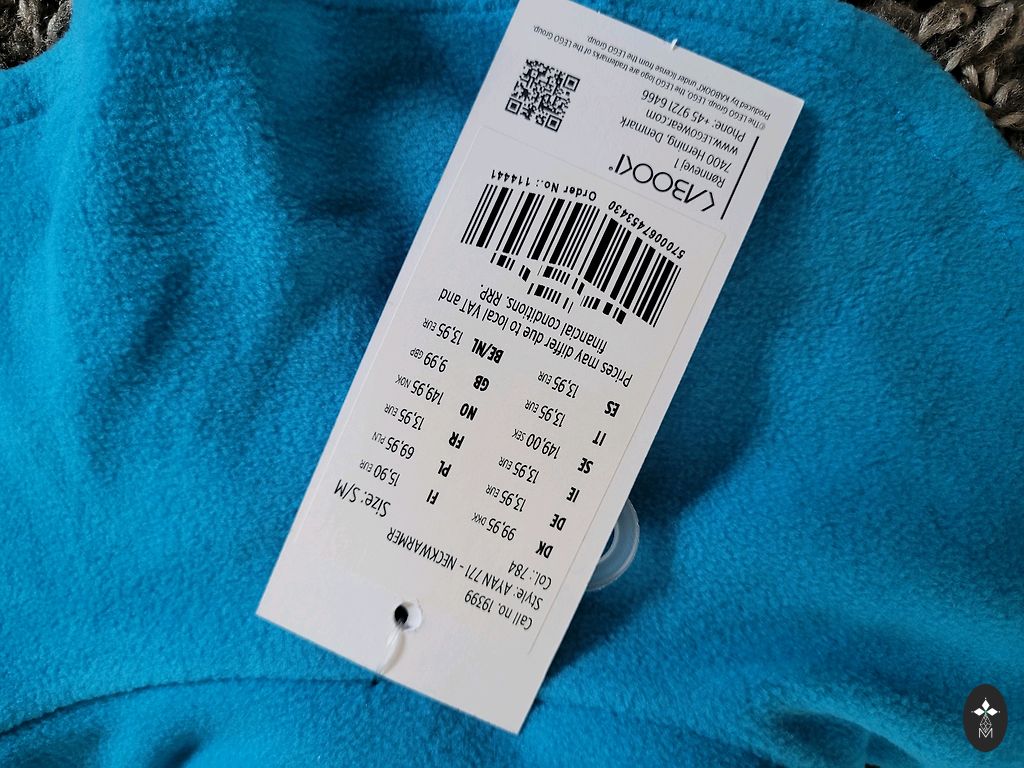 Call no. 19399
Style: AYAN 771 - NECKWARMER
Col.: 784
Size: S/M
DK 99,95 DKK
FI 15,90 EUR
DE 13,95 EUR
PL 69,95 PLN
IE 13,95 EUR
FR 13,95 EUR
SE 149,00 SEK
NO 149,95 NOK
IT 13,95 EUR
GB 9,99 GBP
ES 13,95 EUR
BE/NL 13,95 EUR
Prices may differ due to local VAT and
financial conditions. RRP.
5700067453430 Order No.: 114441
KABOOKI®
Rønnevej 1
7400 Herning, Denmark
www.LEGOwear.com
Phone: +45 9721 6466
©The LEGO Group. LEGO, the LEGO logo are trademarks of the LEGO Group.
Produced by KABOOKI under license from the LEGO Group.
M